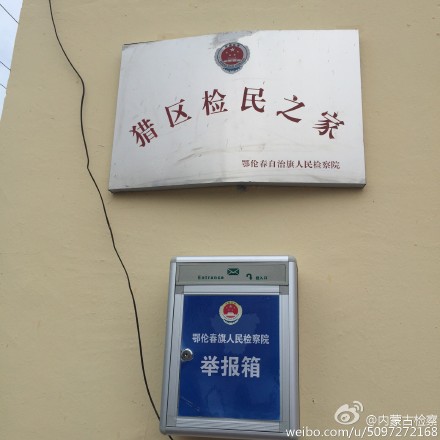 猎区检民之家
鄂伦春自治旗人民检察院
Entrance
鄂伦春旗人民检察院
举报箱
@内蒙古检察
weibo.com/u/5097272168